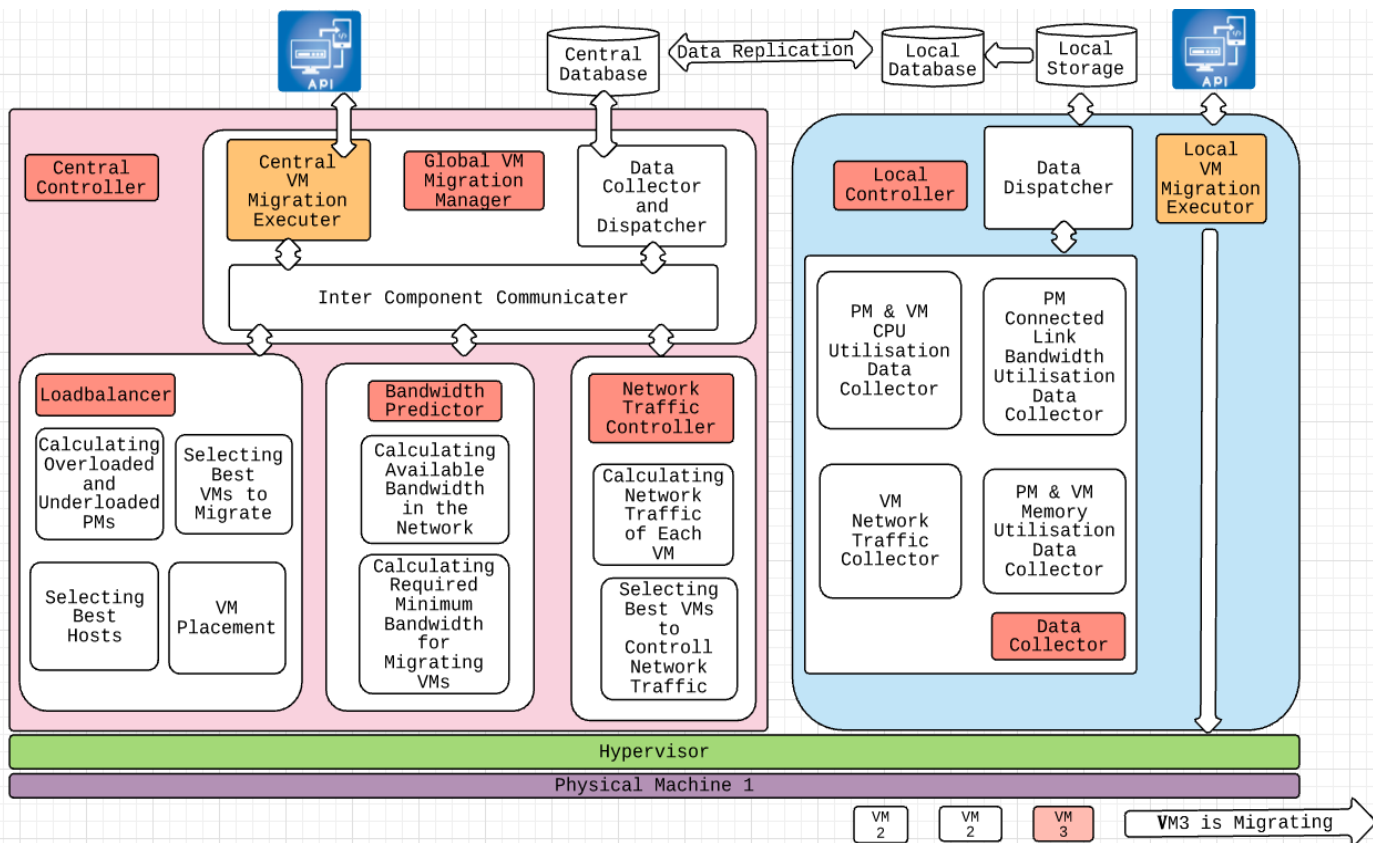 API
Central
Database
Data Replication
Local
Database
Local
Storage
API
Central
Controller
Central
VM
Migration
Executer
Global VM
Migration
Manager
Data
Collector
and
Dispatcher
Inter Component Communicater
Loadbalancer
Calculating
Overloaded
and
Underloaded
PMs
Selecting
Best
VMs to
Migrate
Selecting
Best
Hosts
VM
Placement
Bandwidth
Predictor
Calculating
Available
Bandwidth
in the
Network
Calculating
Required
Minimum
Bandwidth
for
Migrating
VMs
Network
Traffic
Controller
Calculating
Network
Traffic
of Each
VM
Selecting
Best VMs
to
Controll
Network
Traffic
Local
Controller
Data
Dispatcher
Local
VM
Migration
Executor
PM & VM
CPU
Utilisation
Data
Collector
PM
Connected
Link
Bandwidth
Utilisation
Data
Collector
VM
Network
Traffic
Collector
PM & VM
Memory
Utilisation
Data
Collector
Data
Collector
Hypervisor
Physical Machine 1
VM
2
VM
2
VM
3
VM3 is Migrating